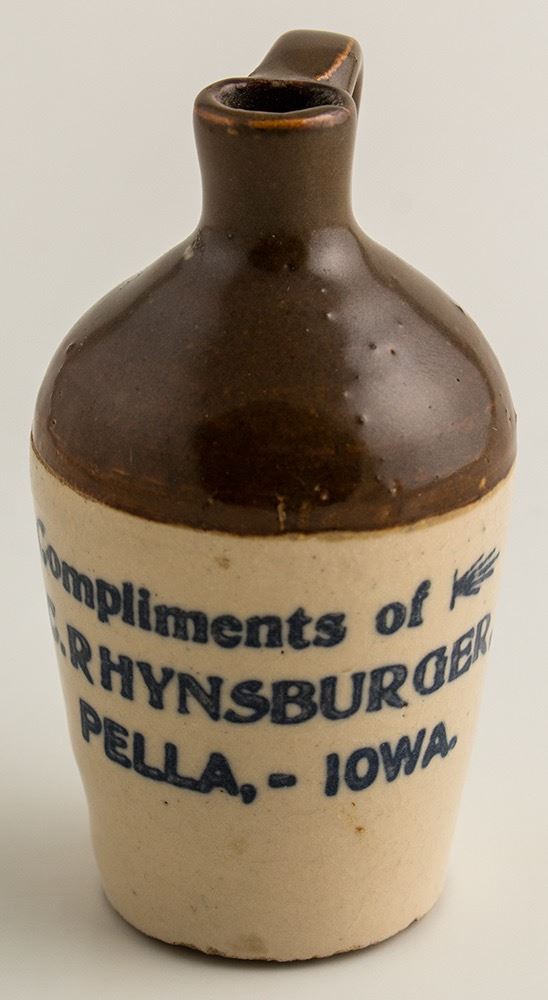 Compliments of
C. RHYNSBURGER.
PELLA,- IOWA.